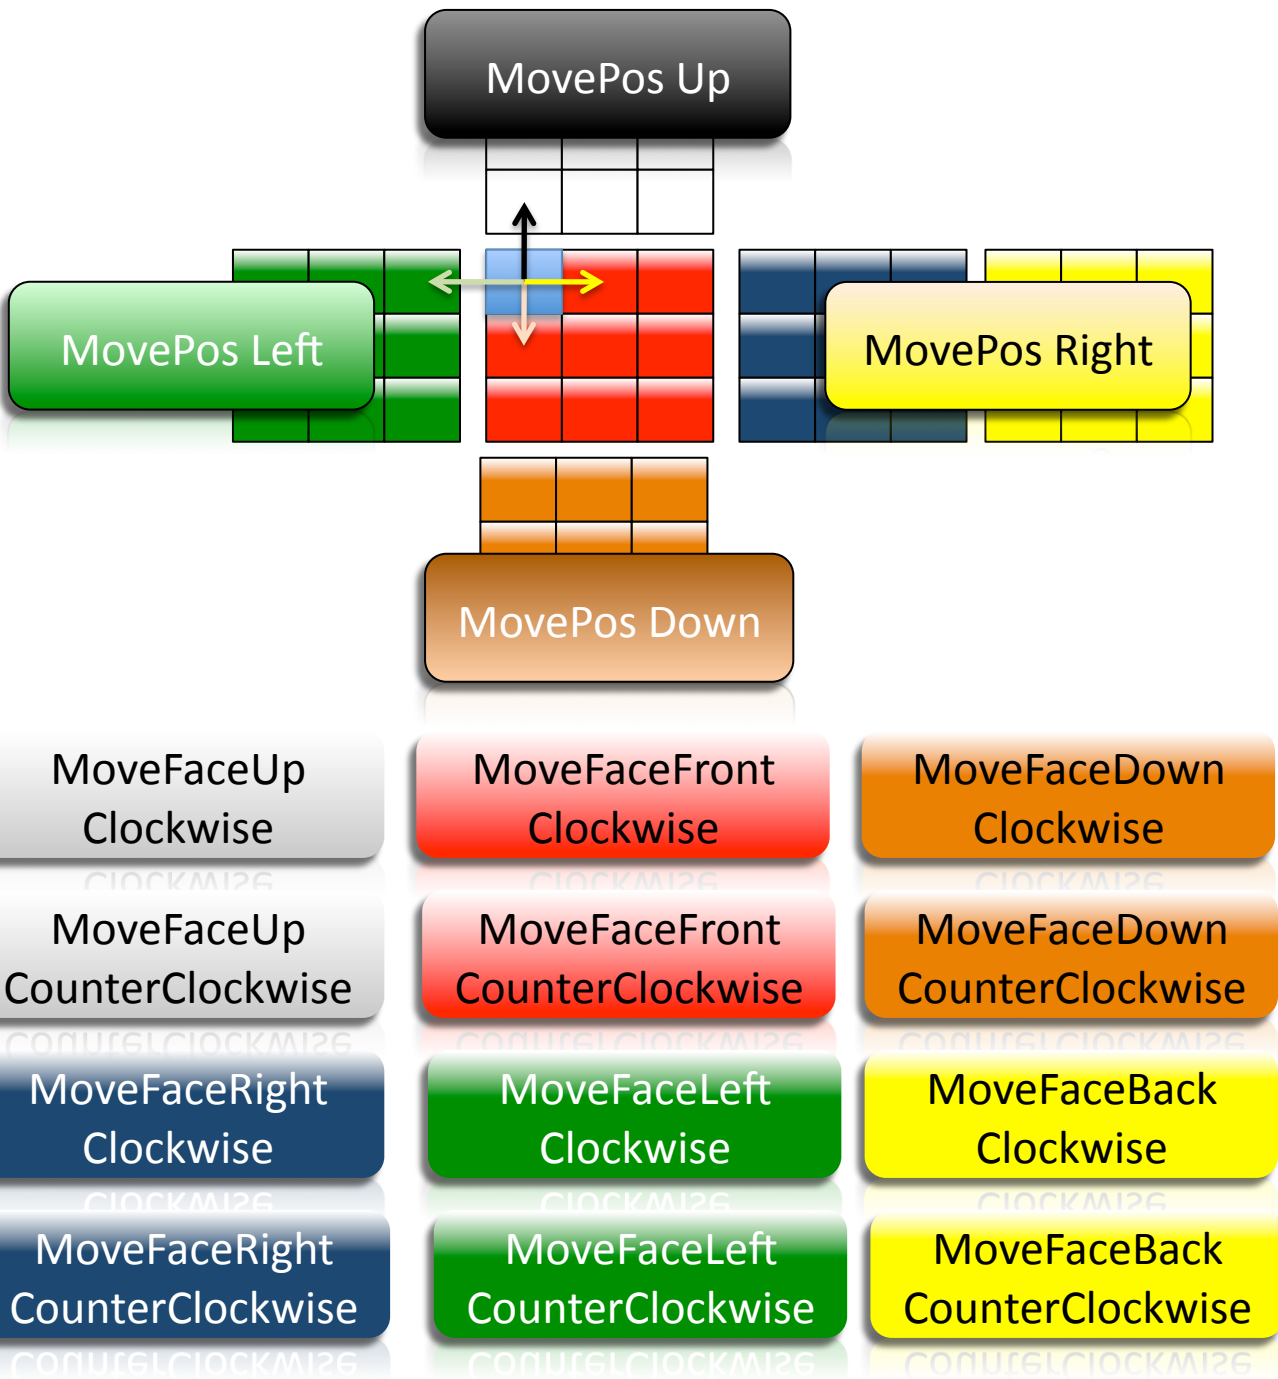 MovePos Up
MovePos Left
MovePos Right
MovePos Down
MoveFaceUp
Clockwise
MoveFaceFront
Clockwise
MoveFaceDown
Clockwise
MoveFaceUp
CounterClockwise
MoveFaceFront
CounterClockwise
MoveFaceDown
CounterClockwise
MoveFaceRight
Clockwise
MoveFaceLeft
Clockwise
MoveFaceBack
Clockwise
MoveFaceRight
CounterClockwise
MoveFaceLeft
CounterClockwise
MoveFaceBack
CounterClockwise